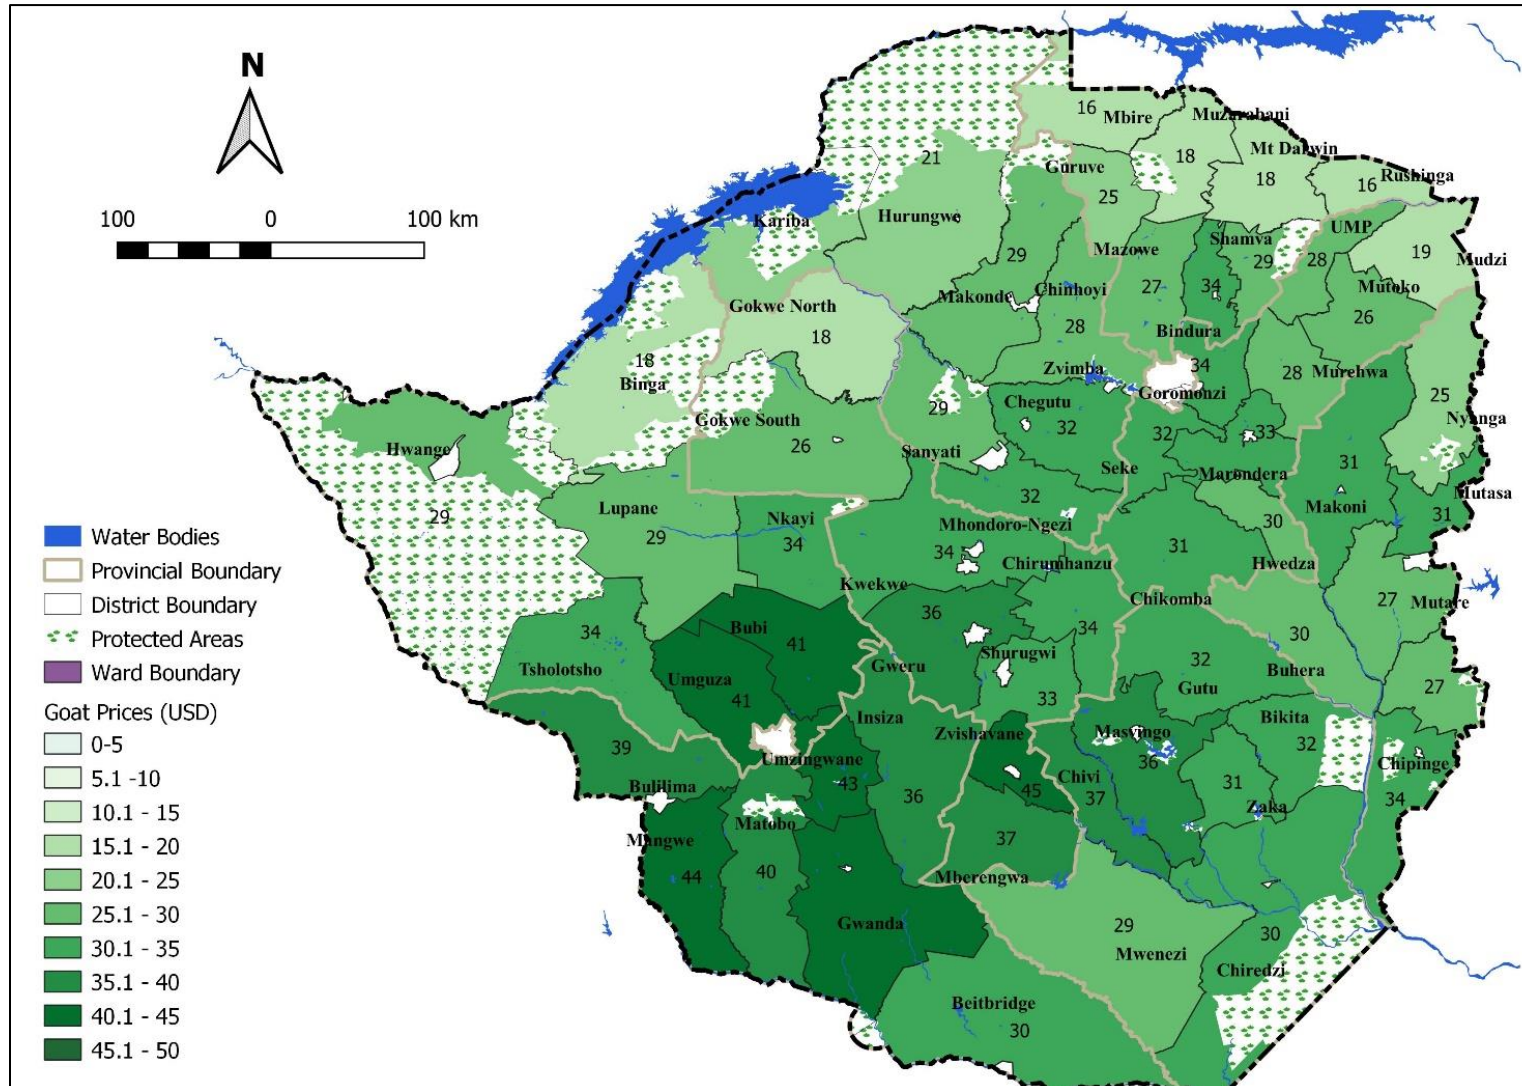 N
100 0 100 km
16
Mbire
Muzarabani
Mt Darwin
18
18
16
Rushinga
21
Guruve
25
Hurungwe
Kariba
UMP
Shamva
Mazowe
29
28
19
Mudzi
29
Makonde
Chinhoyi
27
34
Mutoko
26
Gokwe North
18
28
Bindura
Zvimba
34
Goromonzi
28
Murehwa
18
Binga
25
Nyanga
Gokwe South
26
29
Sanyati
Chegutu
32
32
33
Hwange
29
Seke
Marondera
31
Makoni
Mutasa
31
Lupane
29
Nkayi
34
32
Mhondoro-Ngezi
34
Chirumhanzu
30
31
Hwedza
Kwekwe
Chikomba
27
Mutare
36
34
Tsholotsho
Bubi
41
34
30
Gweru
Shurugwi
33
32
Gutu
Buhera
27
Umguza
41
Insiza
Zvishavane
Masvingo
36
Bikita
32
39
Umzingwane
43
45
Chivi
37
Chipinge
34
Bulilima
31
Zaka
36
Matobo
40
Mangwe
44
37
Mberengwa
Gwanda
29
Mwenezi
30
Chiredzi
Beitbridge
30
Water Bodies
Provincial Boundary
District Boundary
Protected Areas
Ward Boundary
Goat Prices (USD)
0-5
5.1 -10
10.1 - 15
15.1 - 20
20.1 - 25
25.1 - 30
30.1 - 35
35.1 - 40
40.1 - 45
45.1 - 50